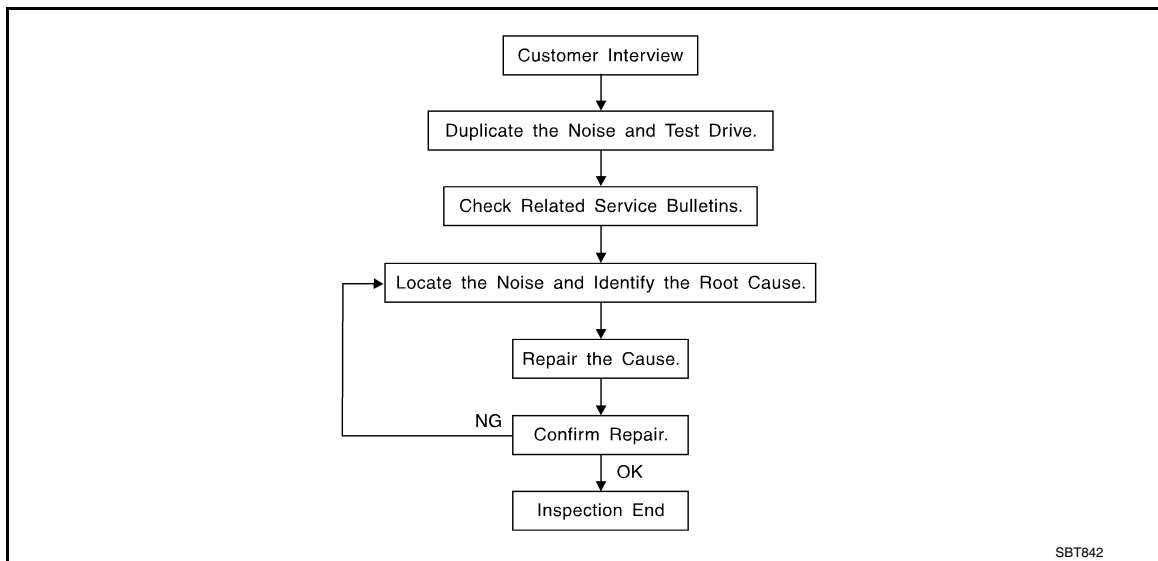 Customer Interview
Duplicate the Noise and Test Drive.
Check Related Service Bulletins.
Locate the Noise and Identify the Root Cause.
Repair the Cause.
NG
Confirm Repair.
OK
Inspection End
SBT842